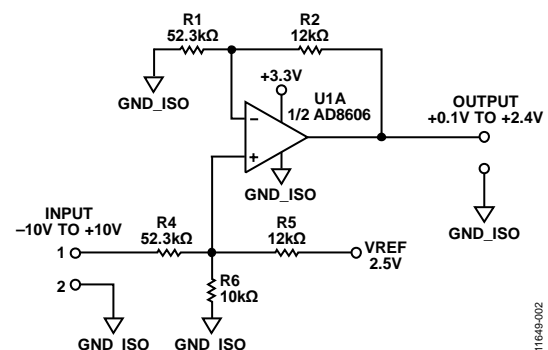 R1
52.3kΩ
R2
12kΩ
GND_ISO
+3.3V
U1A
1/2 AD8606
−
+
GND_ISO
OUTPUT
+0.1V TO +2.4V
GND_ISO
INPUT
–10V TO +10V
1
2
R4
52.3kΩ
R5
12kΩ
VREF
2.5V
R6
10kΩ
GND_ISO
GND_ISO
11649-002